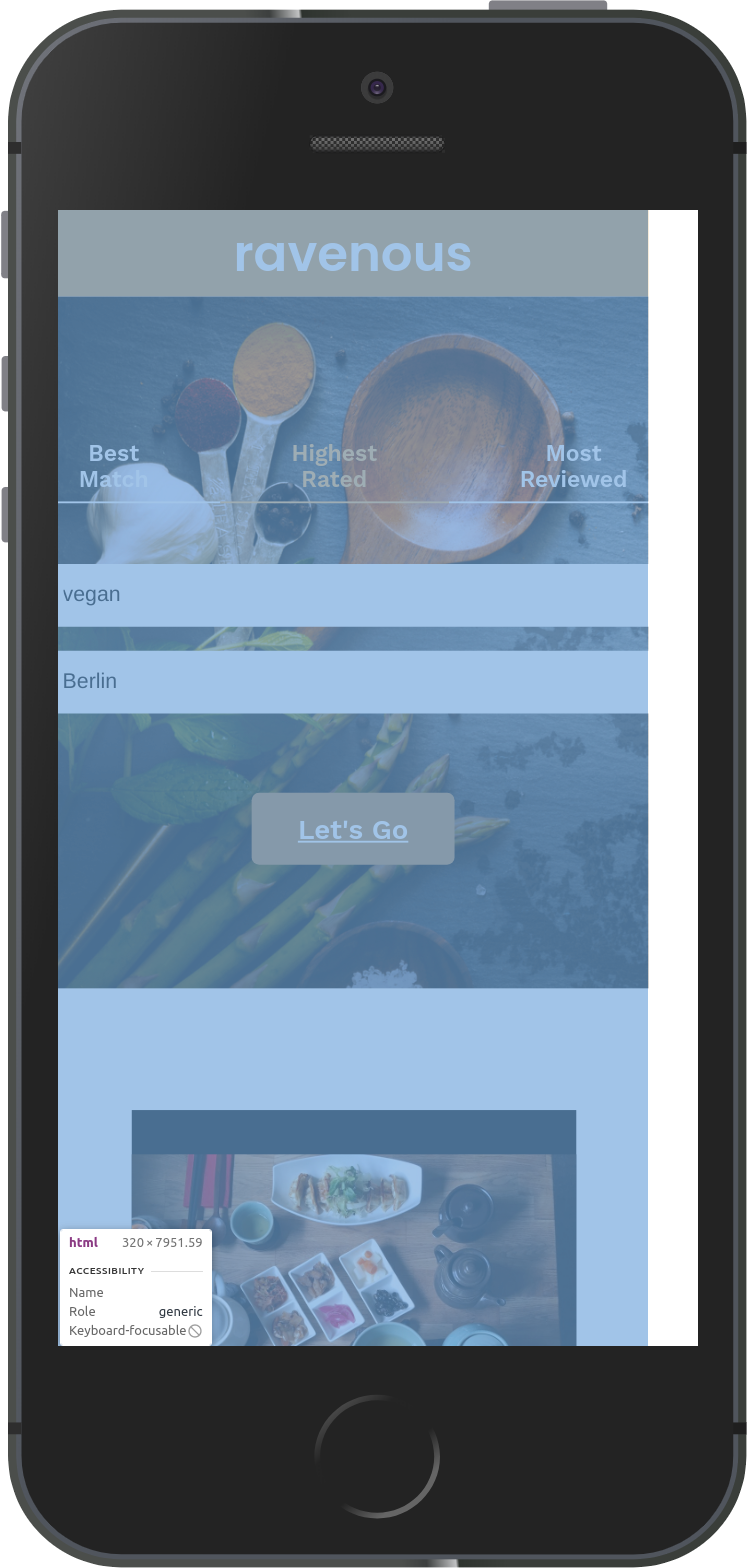 ravenous
Best Match
Highest Rated
Most Reviewed
vegan
Berlin
Let's Go
html 320 × 7951.59
ACCESSIBILITY
Name
Role generic
Keyboard-focusable